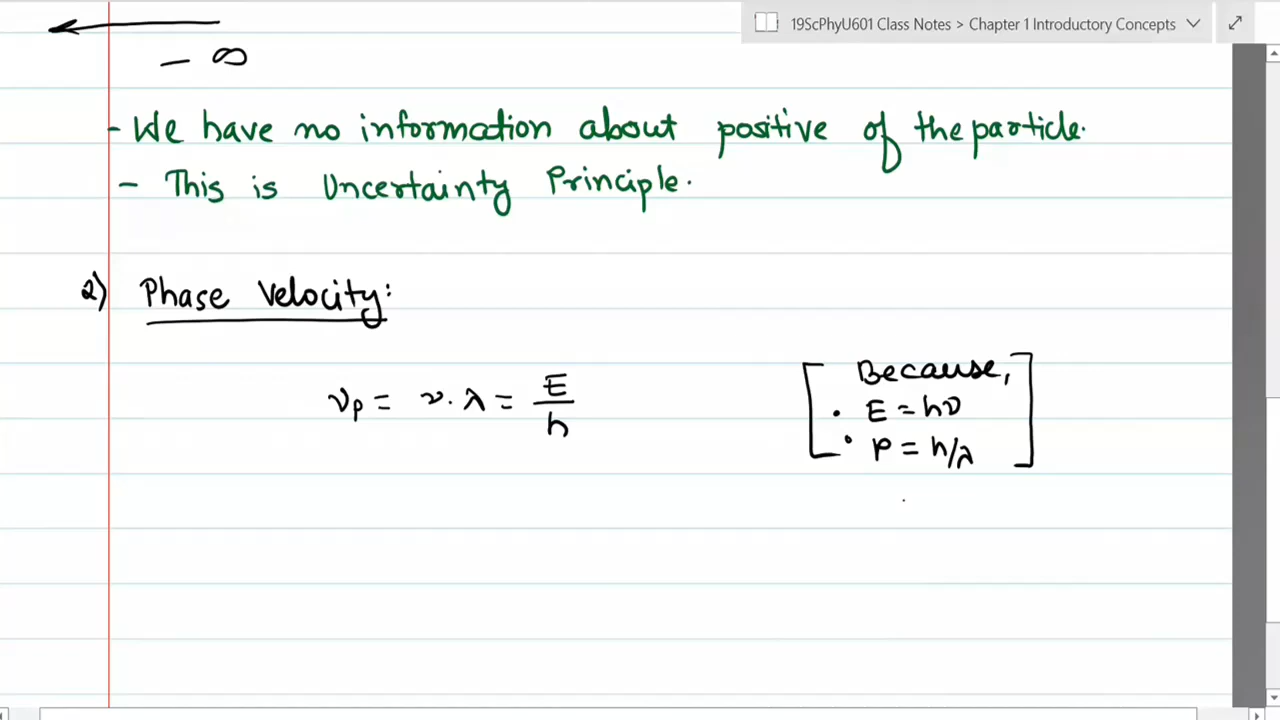 19ScPhyU601 Class Notes > Chapter 1 Introductory Concepts
- ∞
- We have no information about positive of the particle.
- This is Uncertainty Principle.
2) Phase Velocity:
νp = ν·λ = E/h
[ Because,
• E = hν
• p = h/λ ]